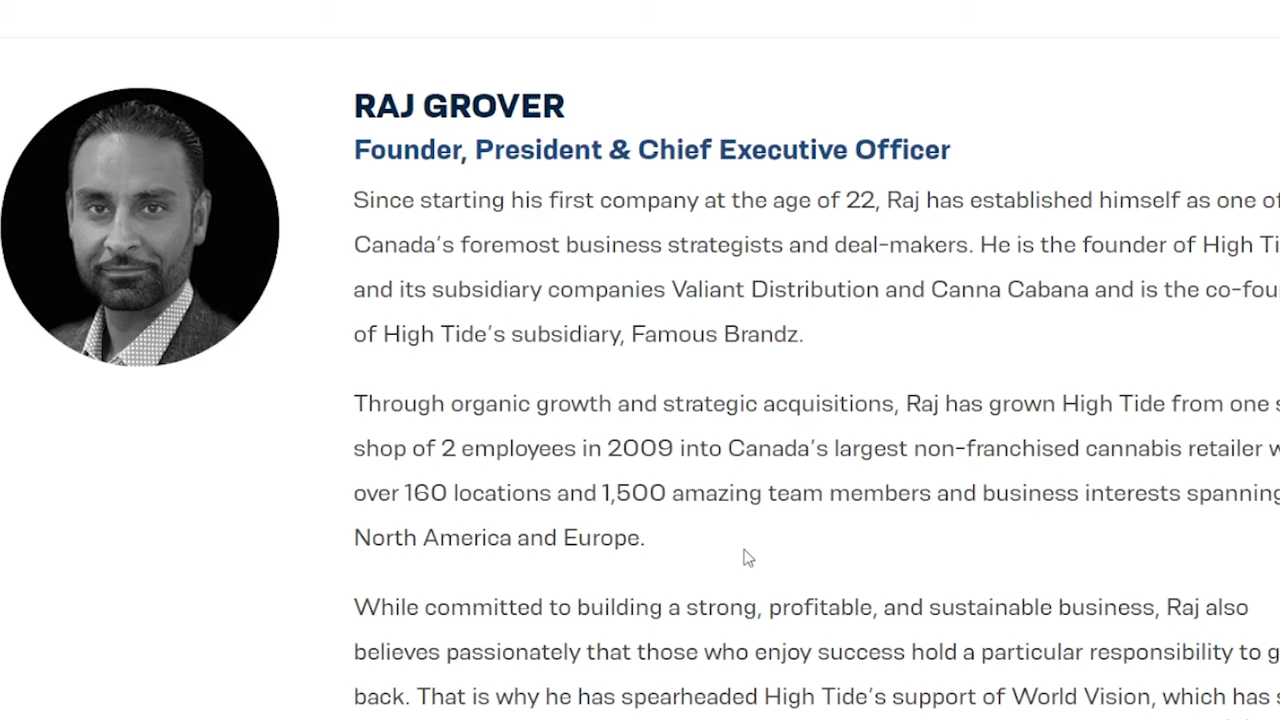 RAJ GROVER
Founder, President & Chief Executive Officer
Since starting his first company at the age of 22, Raj has established himself as one of
Canada's foremost business strategists and deal-makers. He is the founder of High Ti
and its subsidiary companies Valiant Distribution and Canna Cabana and is the co-fou
of High Tide's subsidiary, Famous Brandz.
Through organic growth and strategic acquisitions, Raj has grown High Tide from one s
shop of 2 employees in 2009 into Canada's largest non-franchised cannabis retailer w
over 160 locations and 1,500 amazing team members and business interests spanning
North America and Europe.
While committed to building a strong, profitable, and sustainable business, Raj also
believes passionately that those who enjoy success hold a particular responsibility to g
back. That is why he has spearheaded High Tide's support of World Vision, which has s